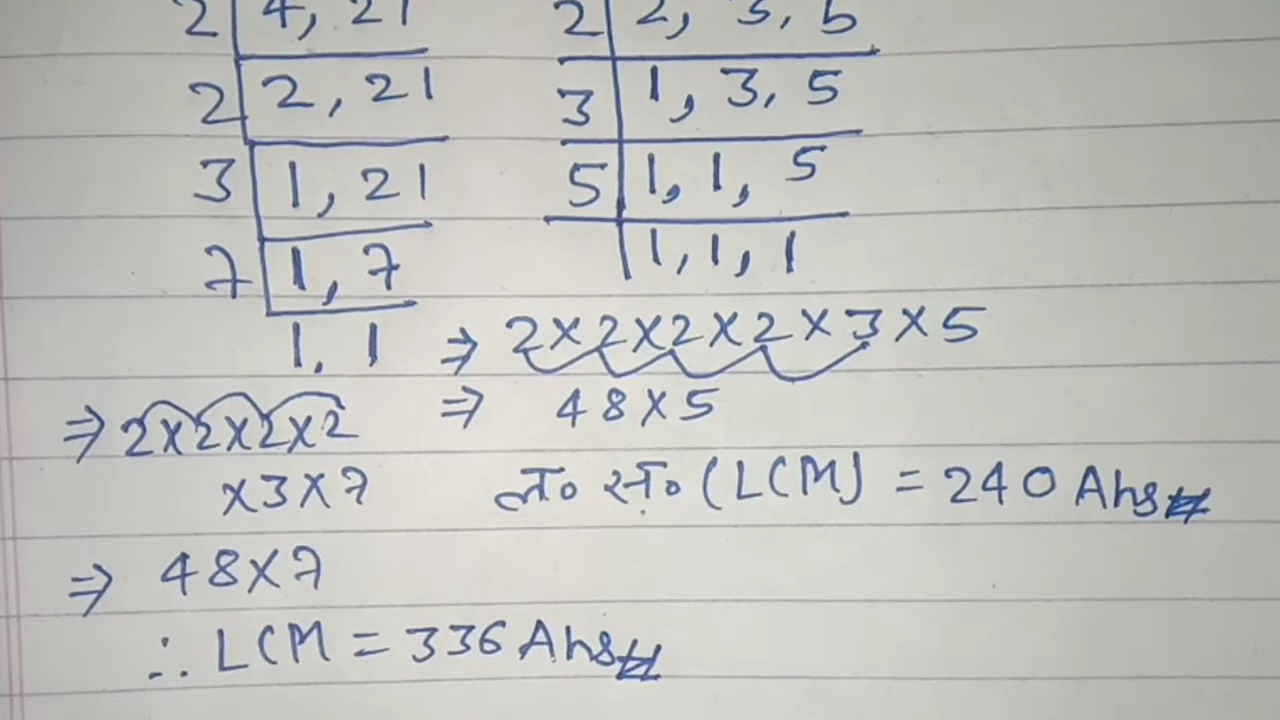 2 | 4, 21
2 | 2, 21
3 | 1, 21
7 | 1, 7
1, 1
⇒ 2×2×2×2
×3×7
⇒ 48×7
∴ LCM = 336 Ans
2 | 2, 3, 5
3 | 1, 3, 5
5 | 1, 1, 5
1, 1, 1
⇒ 2×2×2×2×3×5
⇒ 48×5
ल० स० (LCM) = 240 Ans